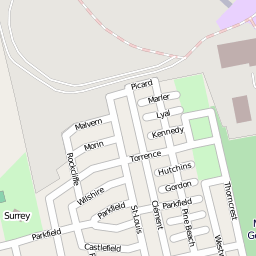 Picard
Marler
Lyal
Malvern
Kennedy
Morin
Torrence
Rockcliffe
Hutchins
Gordon
Wilshire
Thorncrest
Parkfield
Parkfield
St-Louis
Clement
Surrey
Pine Beach
Parkfield
Castlefield